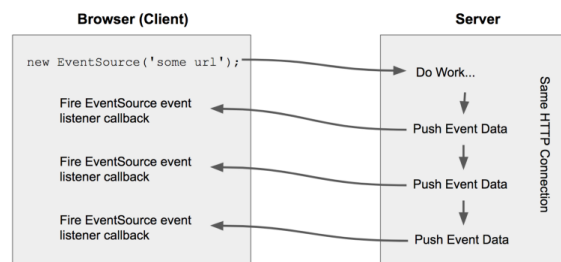 Browser (Client)
Server
new EventSource('some url');
Do Work...
Fire EventSource event
listener callback
Push Event Data
Fire EventSource event
listener callback
Push Event Data
Fire EventSource event
listener callback
Push Event Data
Same HTTP Connection